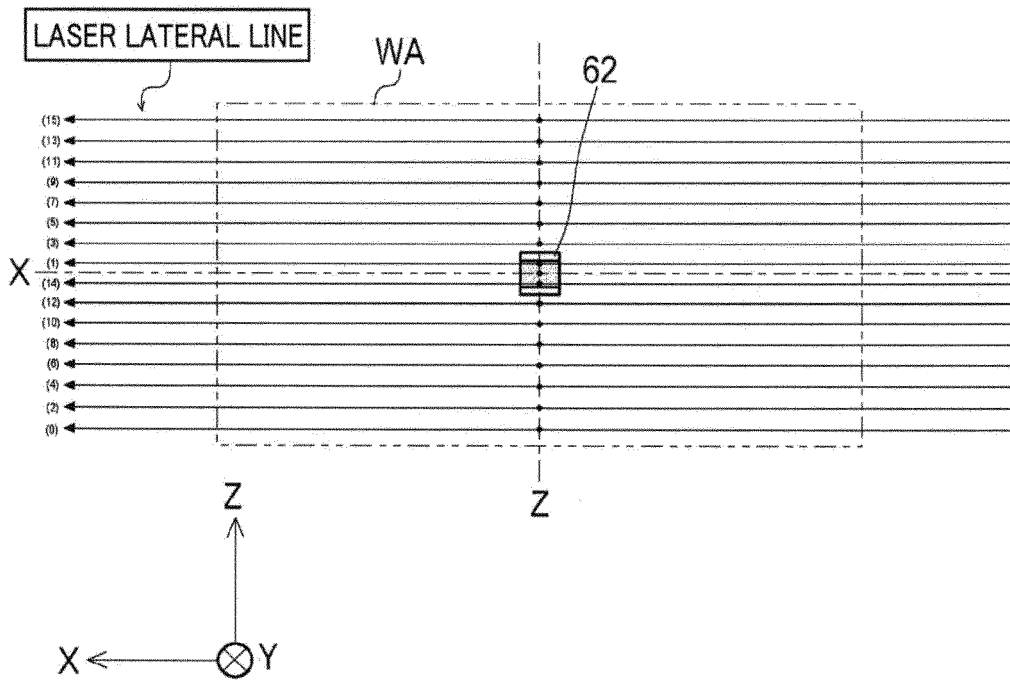 LASER LATERAL LINE
WA
62
(15)
(13)
(11)
(9)
(7)
(5)
(3)
(1)
X
(14)
(12)
(10)
(8)
(6)
(4)
(2)
(0)
Z
Z
X
Y